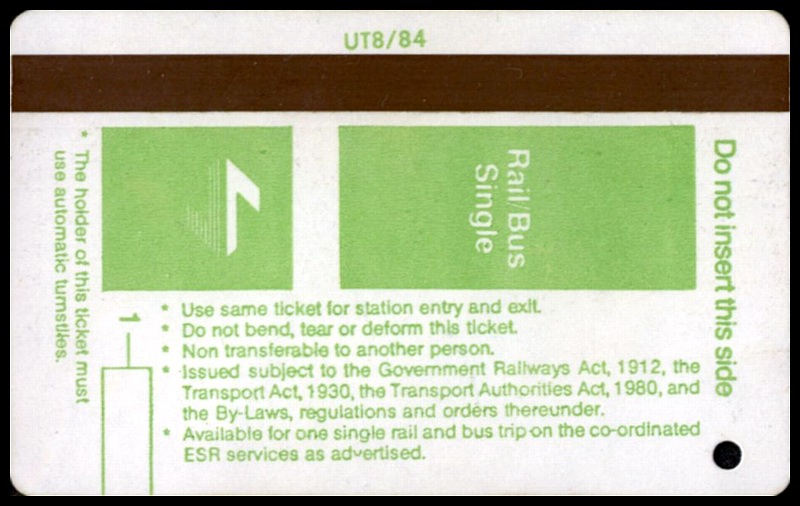 UT8/84
* The holder of this ticket must
use automatic turnstiles.
Rail/Bus
Single
Do not insert this side
1
* Use same ticket for station entry and exit.
* Do not bend, tear or deform this ticket.
* Non transferable to another person.
* Issued subject to the Government Railways Act, 1912, the
Transport Act, 1930, the Transport Authorities Act, 1980, and
the By-Laws, regulations and orders thereunder.
* Available for one single rail and bus trip on the co-ordinated
ESR services as advertised.